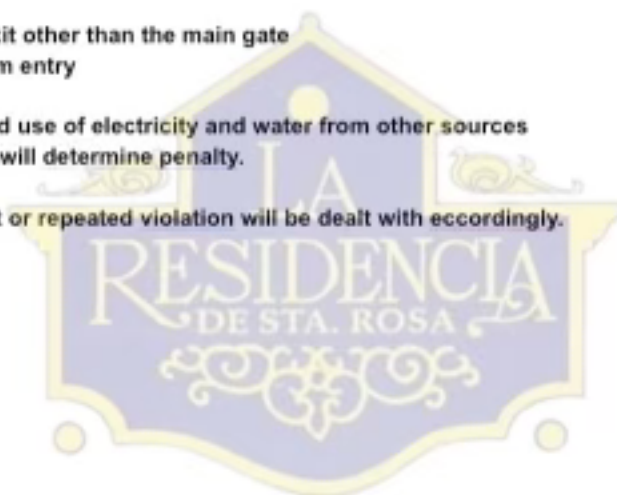 it other than the main gate
m entry
d use of electricity and water from other sources
will determine penalty.
t or repeated violation will be dealt with eccordingly.
LA
RESIDENCIA
DE STA. ROSA